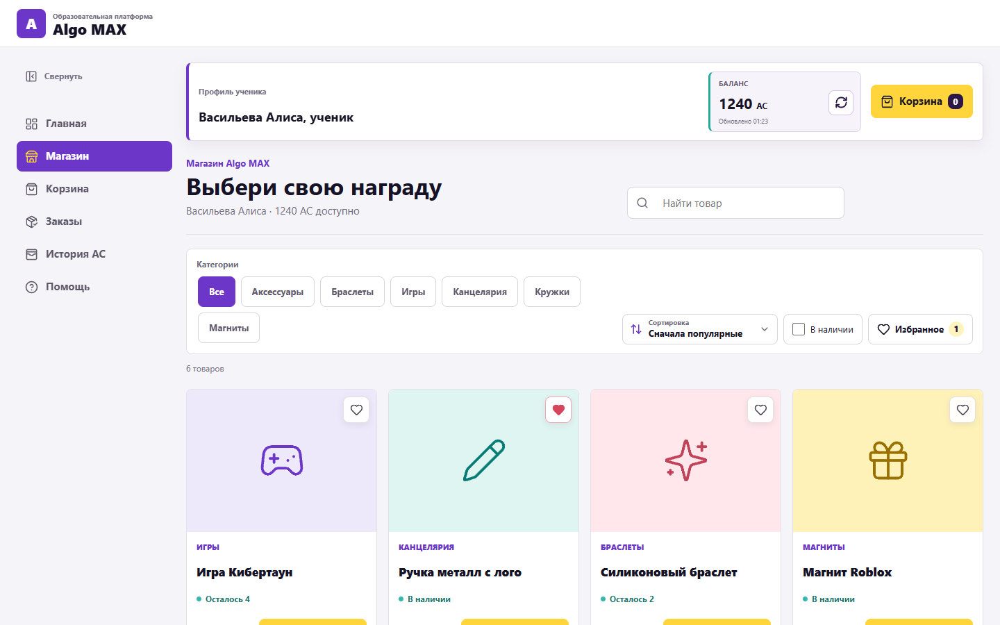 A
Образовательная платформа
Algo MAX
Свернуть
Главная
Магазин
Корзина
Заказы
История АС
Помощь
Профиль ученика
Васильева Алиса, ученик
БАЛАНС
1240 АС
Обновлено 01:23
Корзина 0
Магазин Algo MAX
Выбери свою награду
Васильева Алиса · 1240 АС доступно
Найти товар
Категории
Все
Аксессуары
Браслеты
Игры
Канцелярия
Кружки
Магниты
Сортировка
Сначала популярные
В наличии
Избранное 1
6 товаров
ИГРЫ
Игра Кибертаун
Осталось 4
КАНЦЕЛЯРИЯ
Ручка металл с лого
В наличии
БРАСЛЕТЫ
Силиконовый браслет
Осталось 2
МАГНИТЫ
Магнит Roblox
В наличии